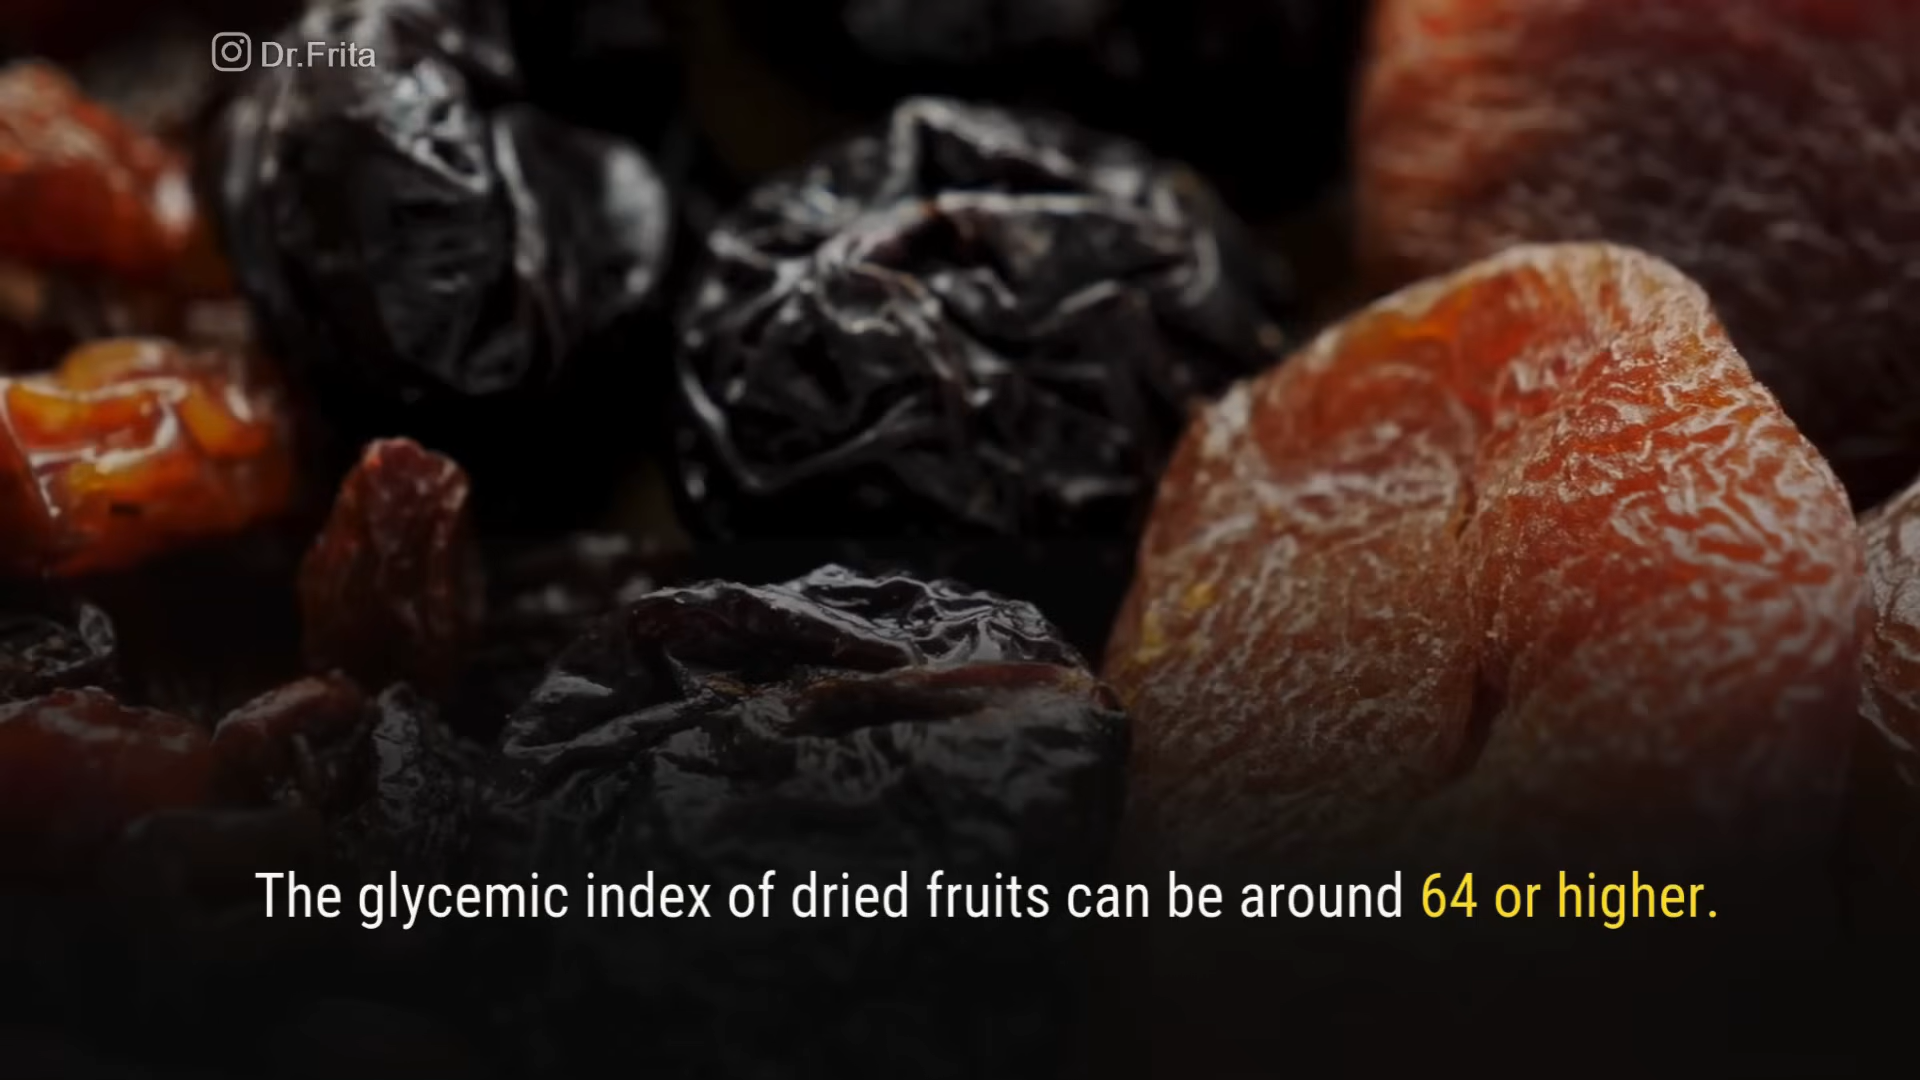 Dr.Frita
The glycemic index of dried fruits can be around 64 or higher.